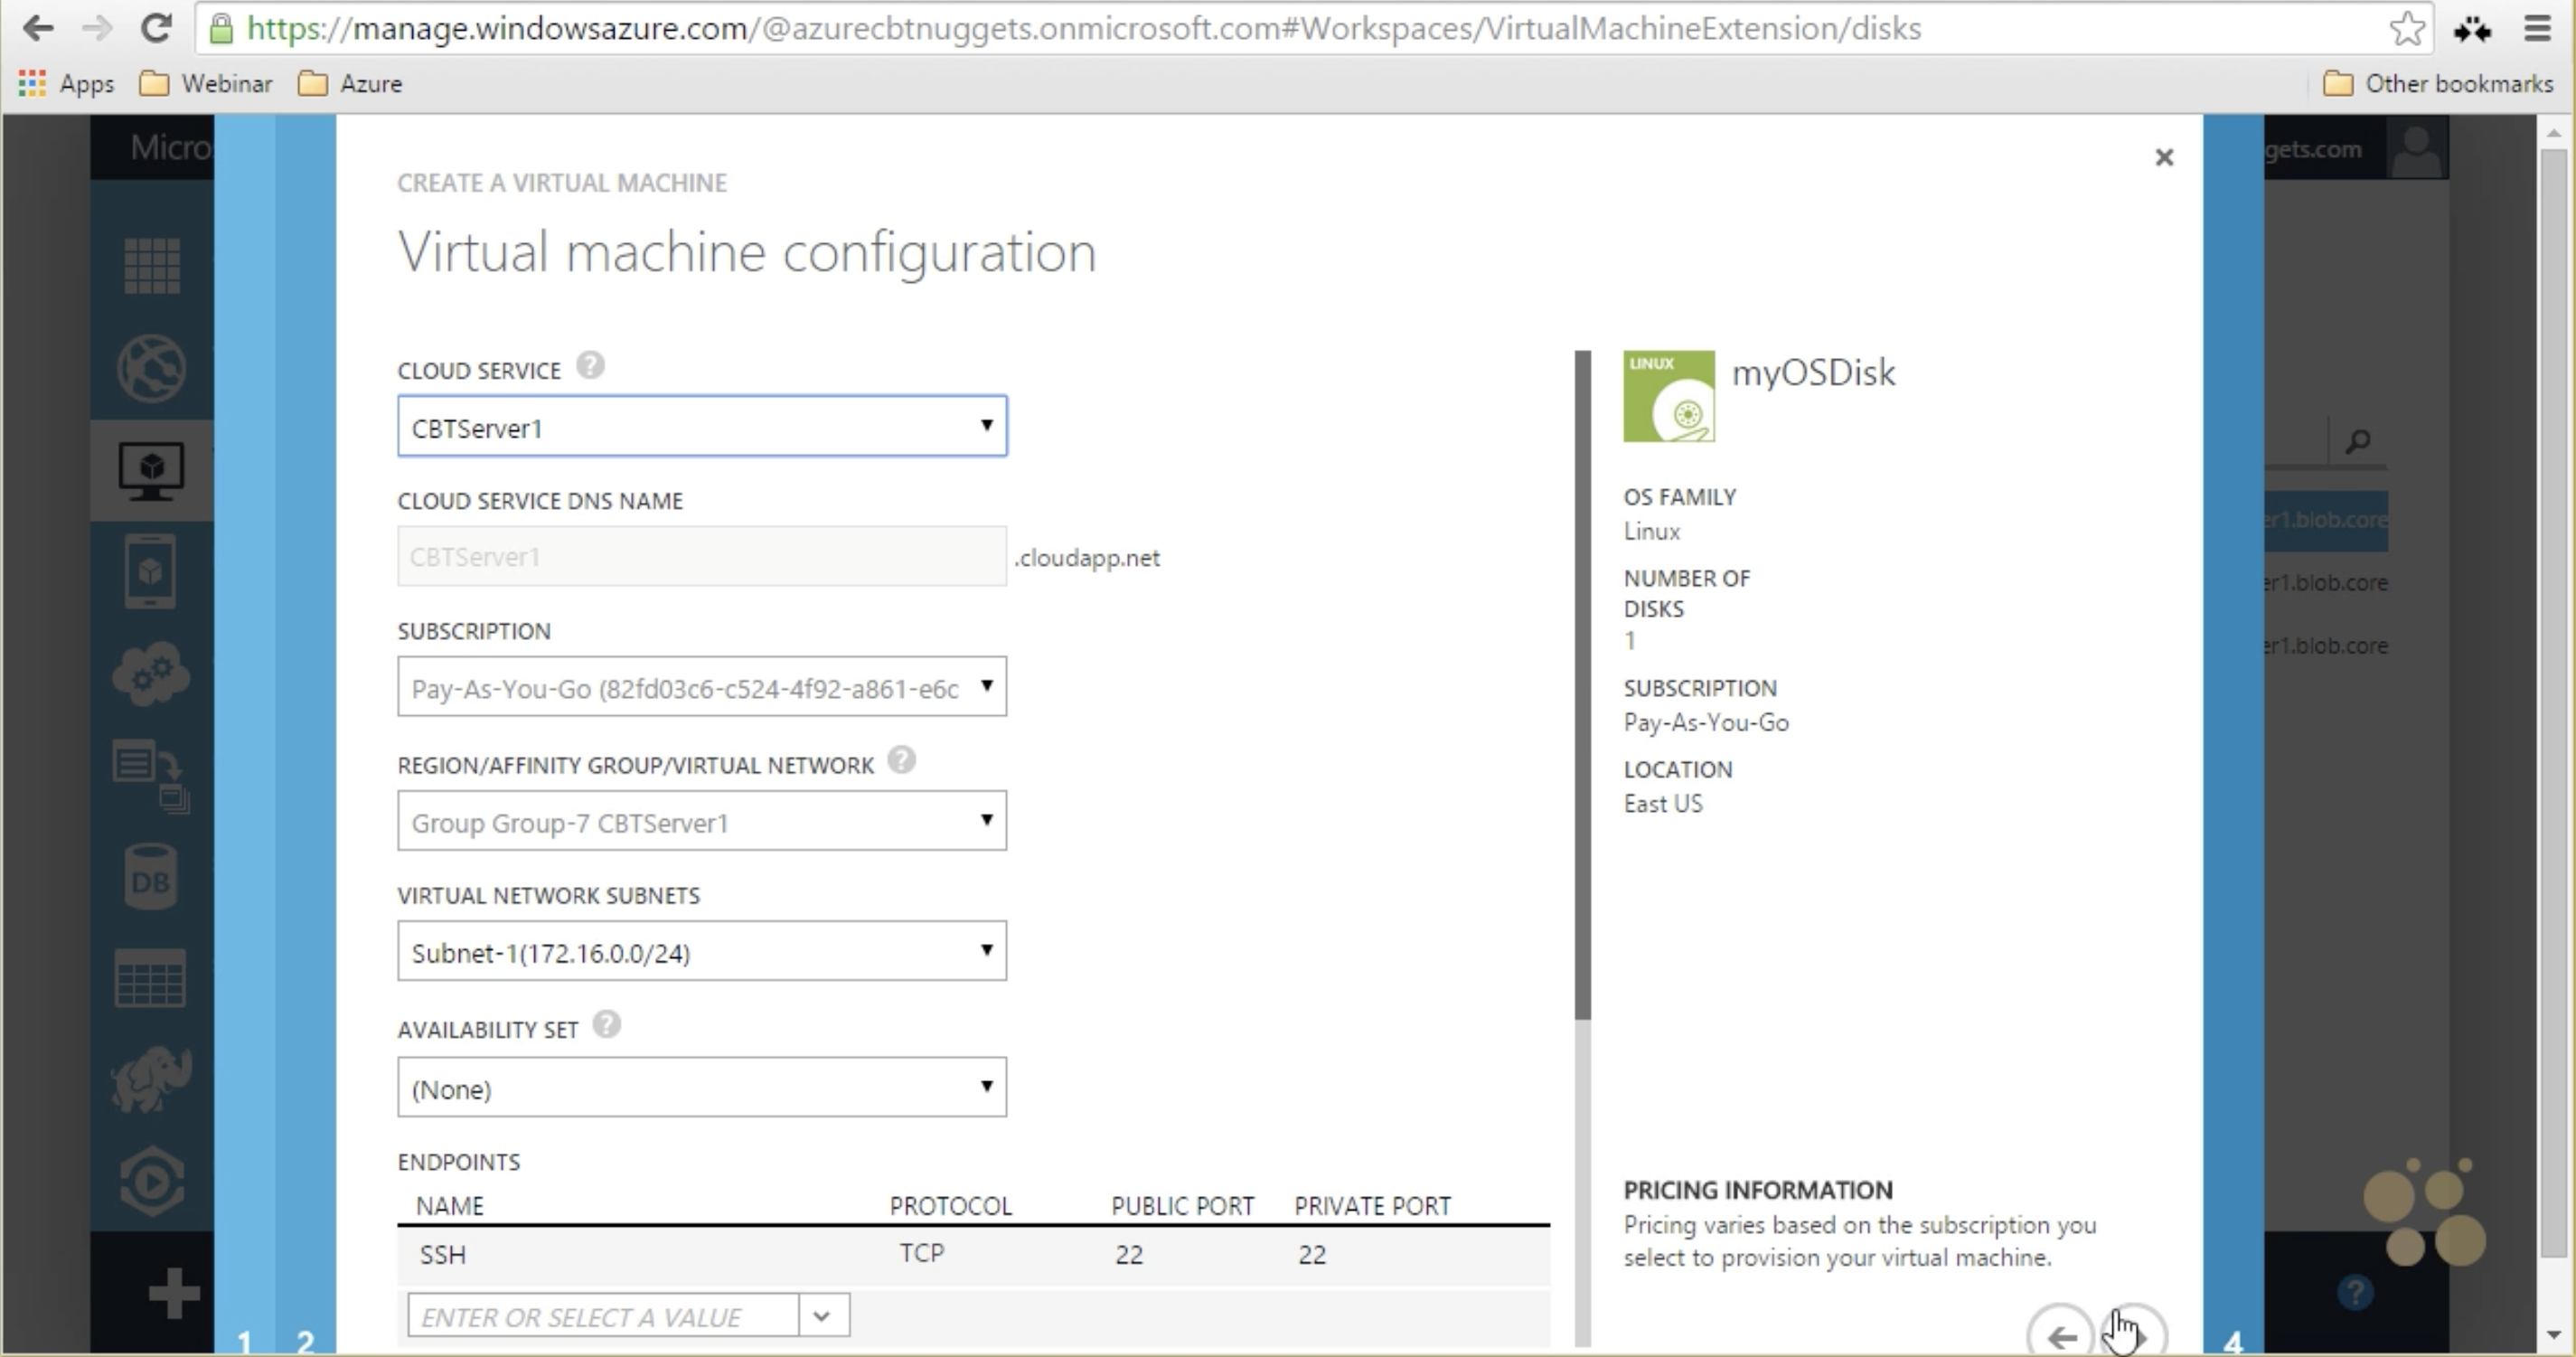 https://manage.windowsazure.com/@azurecbtnuggets.onmicrosoft.com#Workspaces/VirtualMachineExtension/disks
Apps Webinar Azure Other bookmarks
Micro
gets.com
CREATE A VIRTUAL MACHINE
Virtual machine configuration
CLOUD SERVICE ?
CBTServer1
CLOUD SERVICE DNS NAME
CBTServer1 .cloudapp.net
SUBSCRIPTION
Pay-As-You-Go (82fd03c6-c524-4f92-a861-e6c
REGION/AFFINITY GROUP/VIRTUAL NETWORK ?
Group Group-7 CBTServer1
VIRTUAL NETWORK SUBNETS
Subnet-1(172.16.0.0/24)
AVAILABILITY SET ?
(None)
ENDPOINTS
NAME PROTOCOL PUBLIC PORT PRIVATE PORT
SSH TCP 22 22
ENTER OR SELECT A VALUE
LINUX
myOSDisk
OS FAMILY
Linux
NUMBER OF
DISKS
1
SUBSCRIPTION
Pay-As-You-Go
LOCATION
East US
PRICING INFORMATION
Pricing varies based on the subscription you
select to provision your virtual machine.
er1.blob.core
er1.blob.core
er1.blob.core
DB
?
1 2 4